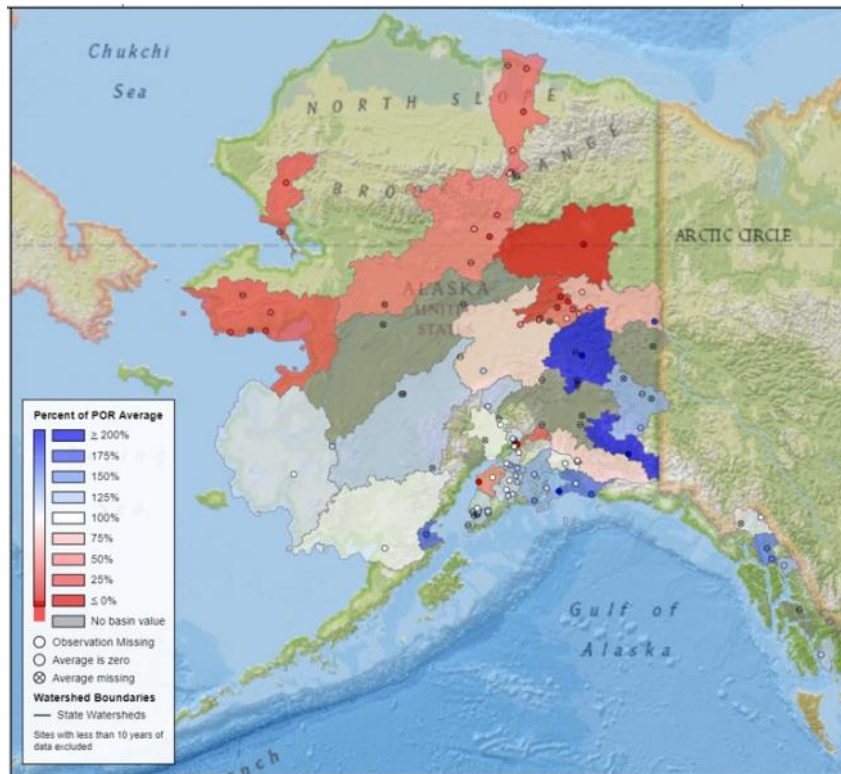 Chukchi
Sea
NORTH SLOPE
BROOKS RANGE
ARCTIC CIRCLE
ALASKA
UNITED
STATES
Percent of POR Average
≥ 200%
175%
150%
125%
100%
75%
50%
25%
≤ 0%
No basin value
Observation Missing
Average is zero
Average missing
Watershed Boundaries
State Watersheds
Sites with less than 10 years of
data excluded
Gulf of
Alaska